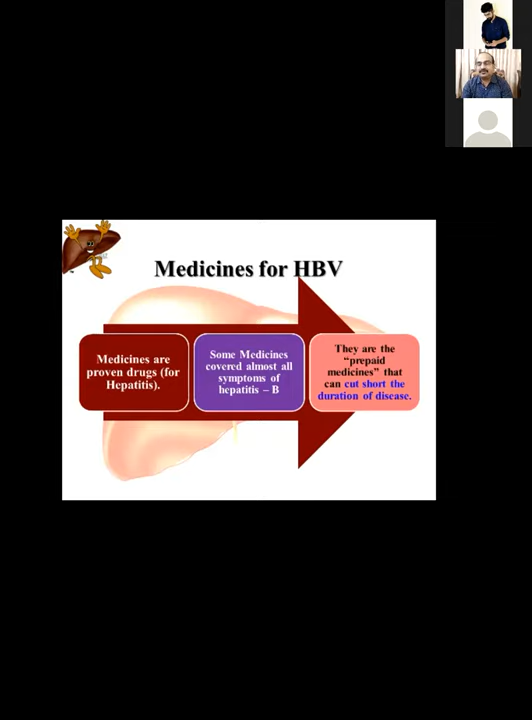 Medicines for HBV
Medicines are
proven drugs (for
Hepatitis).
Some Medicines
covered almost all
symptoms of
hepatitis – B
They are the
“prepaid
medicines” that
can cut short the
duration of disease.